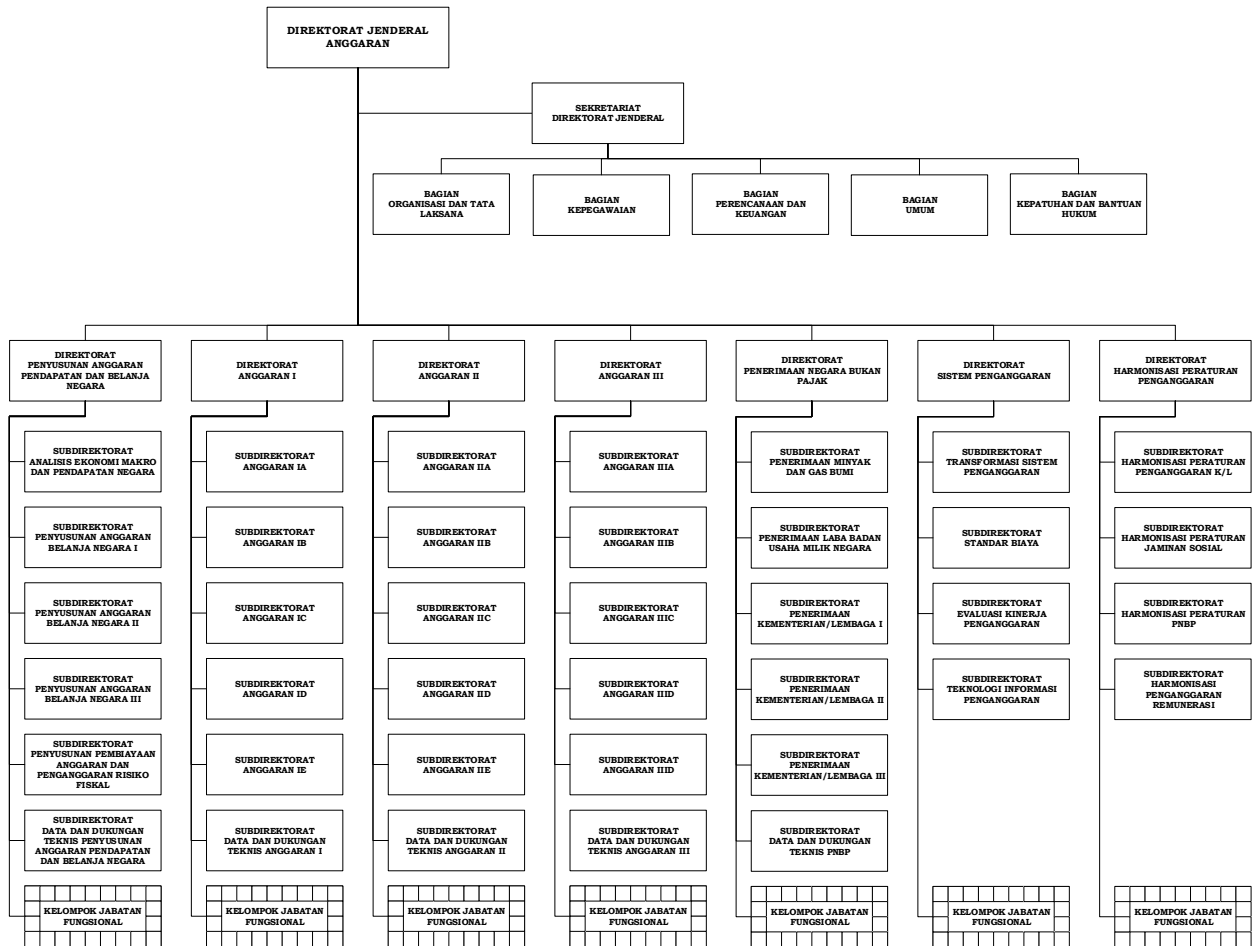 DIREKTORAT JENDERAL
ANGGARAN
SEKRETARIAT
DIREKTORAT JENDERAL
BAGIAN
ORGANISASI DAN TATA
LAKSANA
BAGIAN
KEPEGAWAIAN
BAGIAN
PERENCANAAN DAN
KEUANGAN
BAGIAN
UMUM
BAGIAN
KEPATUHAN DAN BANTUAN
HUKUM
DIREKTORAT
PENYUSUNAN ANGGARAN
PENDAPATAN DAN BELANJA
NEGARA
DIREKTORAT
ANGGARAN I
DIREKTORAT
ANGGARAN II
DIREKTORAT
ANGGARAN III
DIREKTORAT
PENERIMAAN NEGARA BUKAN
PAJAK
DIREKTORAT
SISTEM PENGANGGARAN
DIREKTORAT
HARMONISASI PERATURAN
PENGANGGARAN
SUBDIREKTORAT
ANALISIS EKONOMI MAKRO
DAN PENDAPATAN NEGARA
SUBDIREKTORAT
ANGGARAN IA
SUBDIREKTORAT
ANGGARAN IIA
SUBDIREKTORAT
ANGGARAN IIIA
SUBDIREKTORAT
PENERIMAAN MINYAK
DAN GAS BUMI
SUBDIREKTORAT
TRANSFORMASI SISTEM
PENGANGGARAN
SUBDIREKTORAT
HARMONISASI PERATURAN
PENGANGGARAN K/L
SUBDIREKTORAT
PENYUSUNAN ANGGARAN
BELANJA NEGARA I
SUBDIREKTORAT
ANGGARAN IB
SUBDIREKTORAT
ANGGARAN IIB
SUBDIREKTORAT
ANGGARAN IIIB
SUBDIREKTORAT
PENERIMAAN LABA BADAN
USAHA MILIK NEGARA
SUBDIREKTORAT
STANDAR BIAYA
SUBDIREKTORAT
HARMONISASI PERATURAN
JAMINAN SOSIAL
SUBDIREKTORAT
PENYUSUNAN ANGGARAN
BELANJA NEGARA II
SUBDIREKTORAT
ANGGARAN IC
SUBDIREKTORAT
ANGGARAN IIC
SUBDIREKTORAT
ANGGARAN IIIC
SUBDIREKTORAT
PENERIMAAN
KEMENTERIAN/LEMBAGA I
SUBDIREKTORAT
EVALUASI KINERJA
PENGANGGARAN
SUBDIREKTORAT
HARMONISASI PERATURAN
PNBP
SUBDIREKTORAT
PENYUSUNAN ANGGARAN
BELANJA NEGARA III
SUBDIREKTORAT
ANGGARAN ID
SUBDIREKTORAT
ANGGARAN IID
SUBDIREKTORAT
ANGGARAN IIID
SUBDIREKTORAT
PENERIMAAN
KEMENTERIAN/LEMBAGA II
SUBDIREKTORAT
TEKNOLOGI INFORMASI
PENGANGGARAN
SUBDIREKTORAT
HARMONISASI
PENGANGGARAN
REMUNERASI
SUBDIREKTORAT
PENYUSUNAN PEMBIAYAAN
ANGGARAN DAN
PENGANGGARAN RISIKO
FISKAL
SUBDIREKTORAT
ANGGARAN IE
SUBDIREKTORAT
ANGGARAN IIE
SUBDIREKTORAT
ANGGARAN IIID
SUBDIREKTORAT
PENERIMAAN
KEMENTERIAN/LEMBAGA III
SUBDIREKTORAT
DATA DAN DUKUNGAN
TEKNIS PENYUSUNAN
ANGGARAN PENDAPATAN
DAN BELANJA NEGARA
SUBDIREKTORAT
DATA DAN DUKUNGAN
TEKNIS ANGGARAN I
SUBDIREKTORAT
DATA DAN DUKUNGAN
TEKNIS ANGGARAN II
SUBDIREKTORAT
DATA DAN DUKUNGAN
TEKNIS ANGGARAN III
SUBDIREKTORAT
DATA DAN DUKUNGAN
TEKNIS PNBP
KELOMPOK JABATAN
FUNGSIONAL
KELOMPOK JABATAN
FUNGSIONAL
KELOMPOK JABATAN
FUNGSIONAL
KELOMPOK JABATAN
FUNGSIONAL
KELOMPOK JABATAN
FUNGSIONAL
KELOMPOK JABATAN
FUNGSIONAL
KELOMPOK JABATAN
FUNGSIONAL